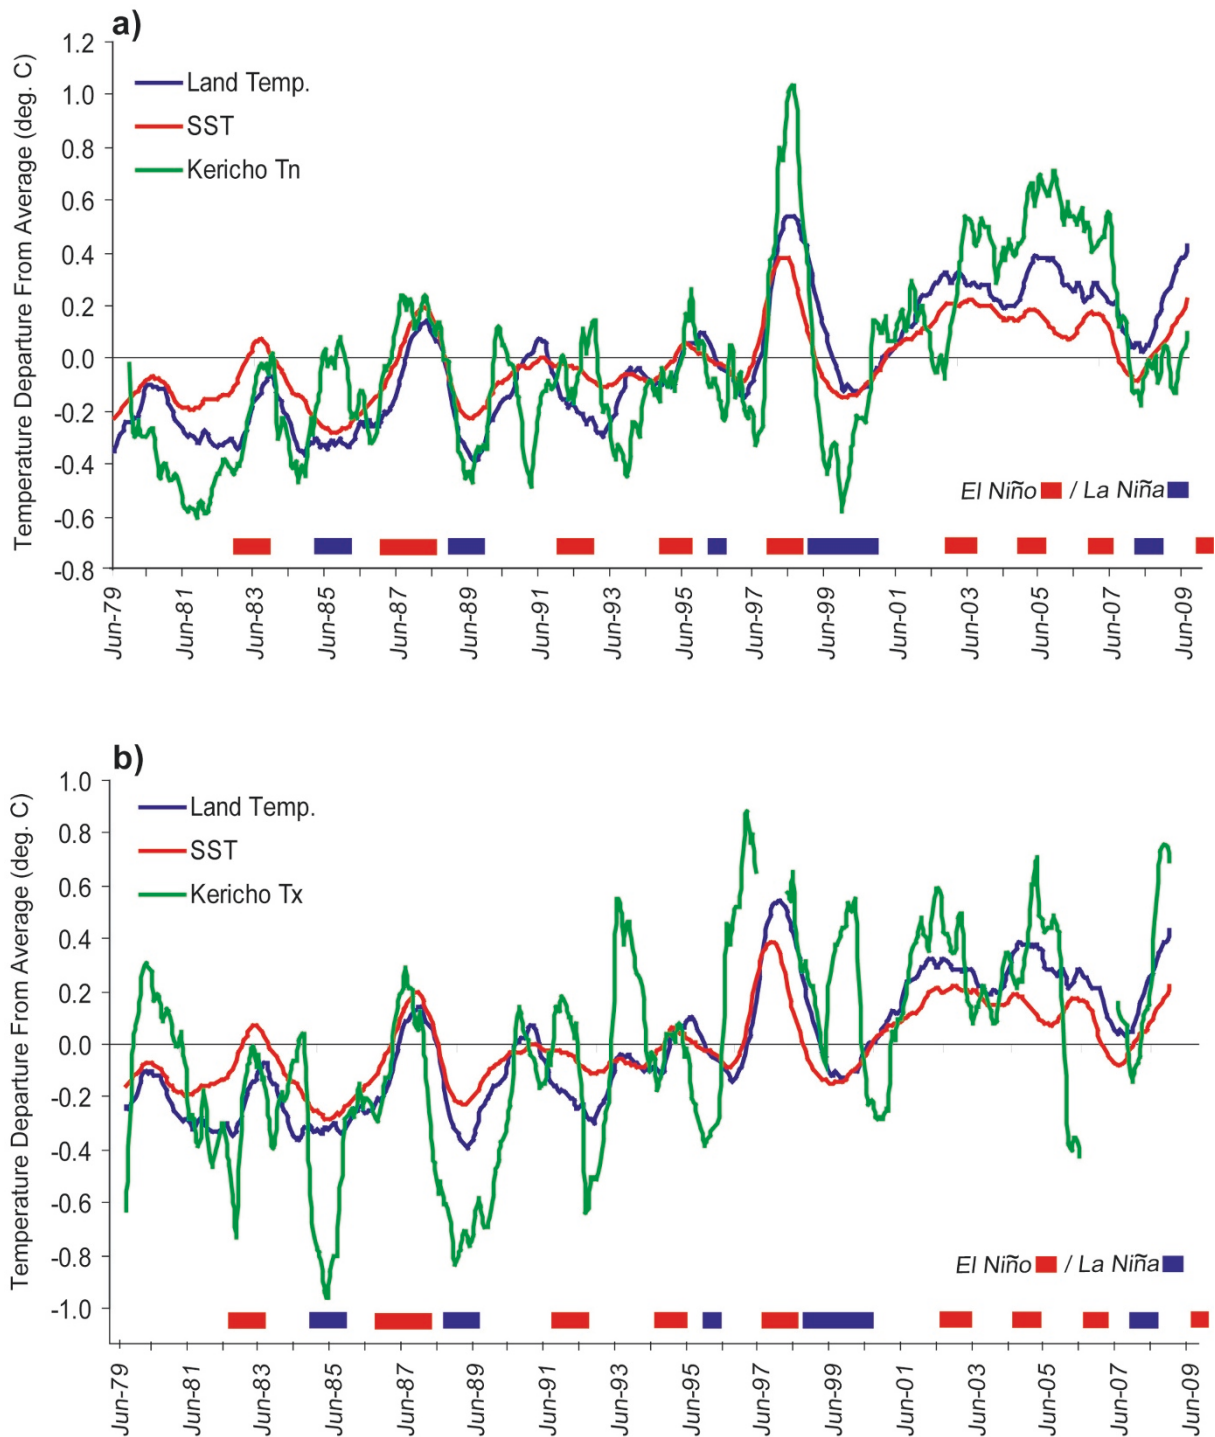 a)
Temperature Departure From Average (deg. C)
1.2
1.0
0.8
0.6
0.4
0.2
0.0
-0.2
-0.4
-0.6
-0.8
Land Temp.
SST
Kericho Tn
El Niño / La Niña
Jun-79
Jun-81
Jun-83
Jun-85
Jun-87
Jun-89
Jun-91
Jun-93
Jun-95
Jun-97
Jun-99
Jun-01
Jun-03
Jun-05
Jun-07
Jun-09
b)
Temperature Departure From Average (deg. C)
1.0
0.8
0.6
0.4
0.2
0.0
-0.2
-0.4
-0.6
-0.8
-1.0
Land Temp.
SST
Kericho Tx
El Niño / La Niña
Jun-79
Jun-81
Jun-83
Jun-85
Jun-87
Jun-89
Jun-91
Jun-93
Jun-95
Jun-97
Jun-99
Jun-01
Jun-03
Jun-05
Jun-07
Jun-09